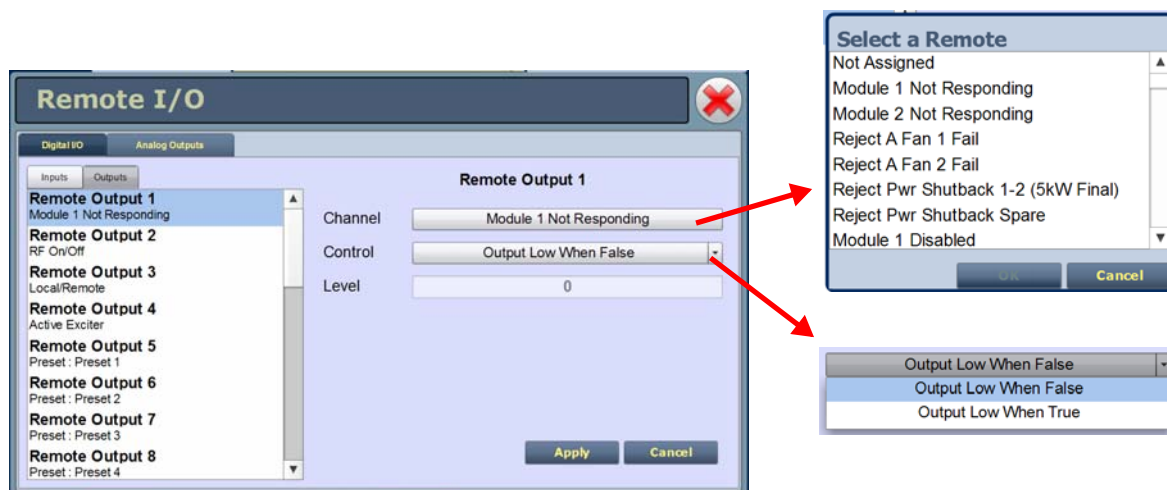 Remote I/O
Digital I/O
Analog Outputs
Inputs
Outputs
Remote Output 1
Module 1 Not Responding
Remote Output 2
RF On/Off
Remote Output 3
Local/Remote
Remote Output 4
Active Exciter
Remote Output 5
Preset : Preset 1
Remote Output 6
Preset : Preset 2
Remote Output 7
Preset : Preset 3
Remote Output 8
Preset : Preset 4
Remote Output 1
Channel
Module 1 Not Responding
Control
Output Low When False
Level
0
Apply
Cancel
Select a Remote
Not Assigned
Module 1 Not Responding
Module 2 Not Responding
Reject A Fan 1 Fail
Reject A Fan 2 Fail
Reject Pwr Shutback 1-2 (5kW Final)
Reject Pwr Shutback Spare
Module 1 Disabled
OK
Cancel
Output Low When False
Output Low When False
Output Low When True